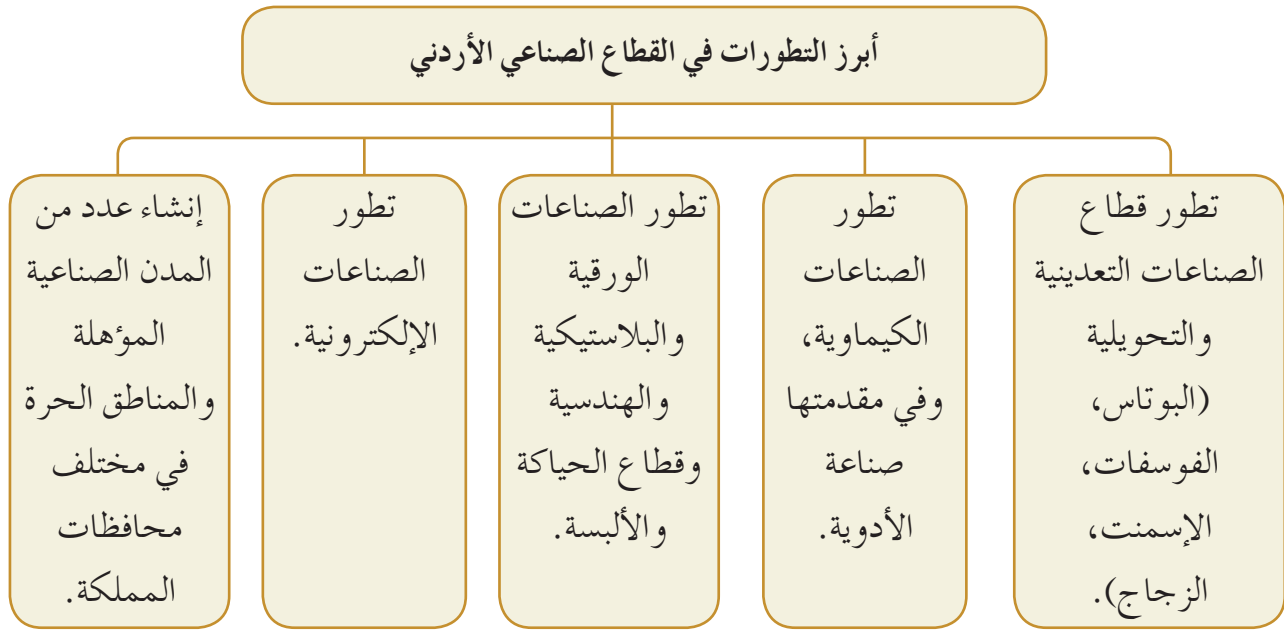 أبرز التطورات في القطاع الصناعي الأردني
تطور قطاع
الصناعات التعدينية
والتحويلية
(البوتاس،
الفوسفات،
الإسمنت،
الزجاج).
تطور
الصناعات
الكيماوية،
وفي مقدمتها
صناعة
الأدوية.
تطور الصناعات
الورقية
والبلاستيكية
والهندسية
وقطاع الحياكة
والألبسة.
تطور
الصناعات
الإلكترونية.
إنشاء عدد من
المدن الصناعية
المؤهلة
والمناطق الحرة
في مختلف
محافظات
المملكة.